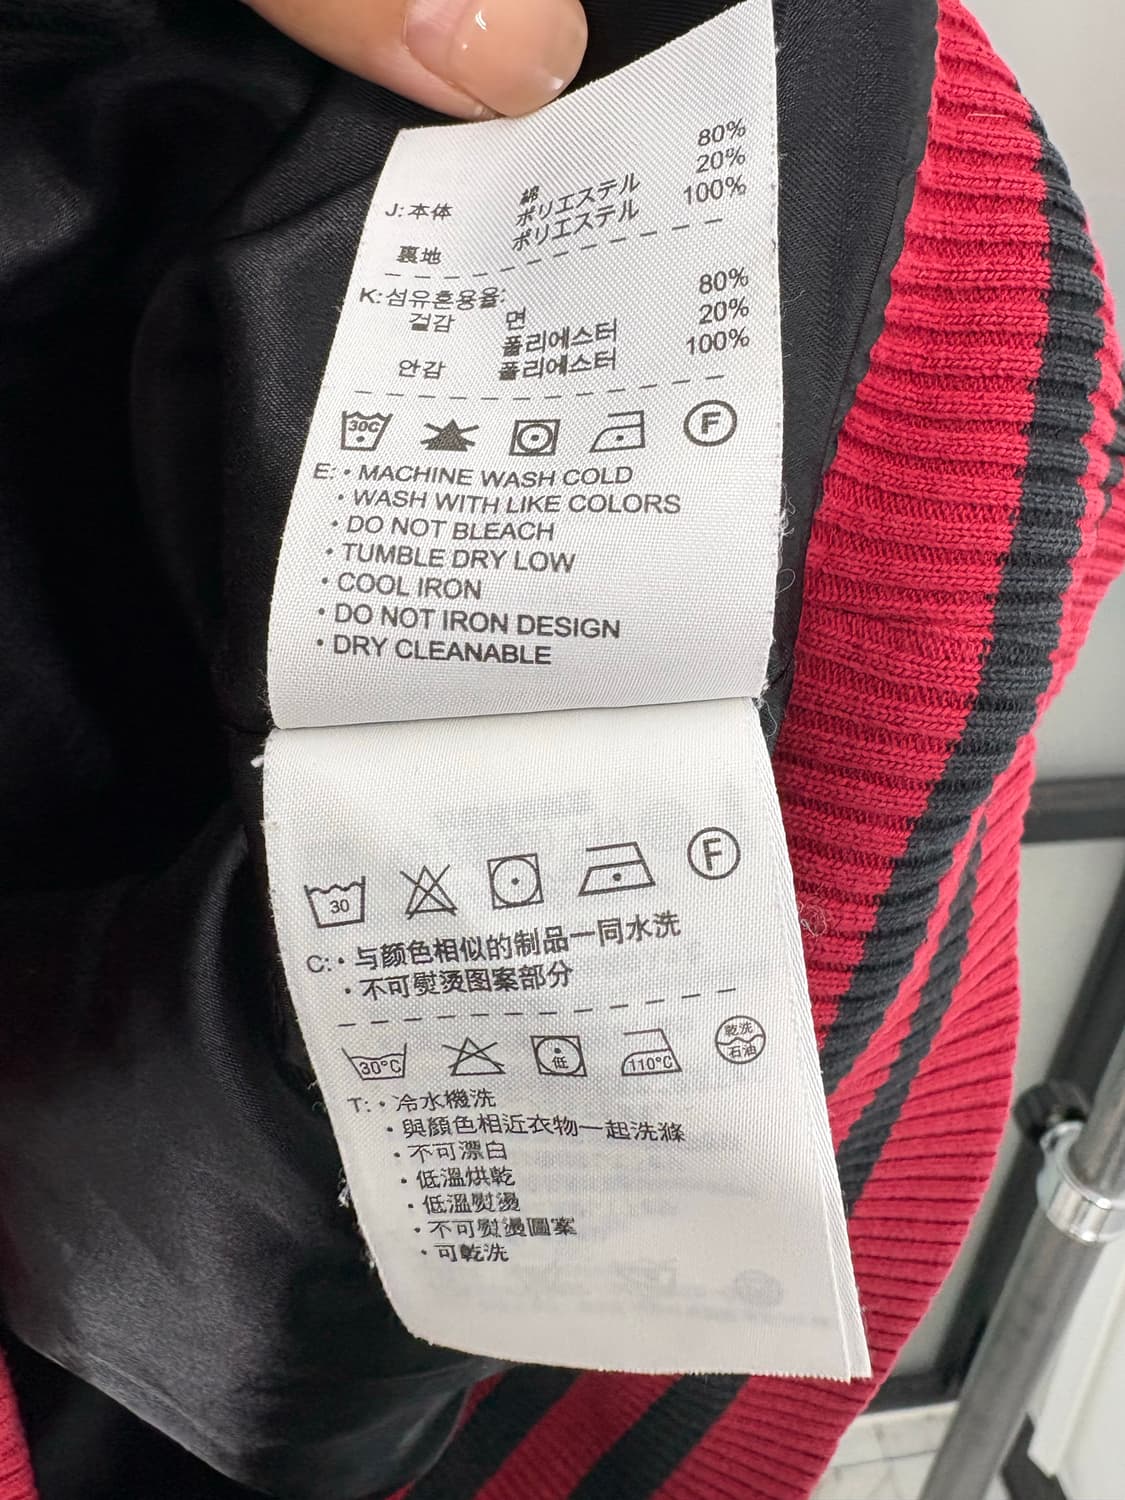 80%
綿 20%
J: 本体 ポリエステル 100%
裏地 ポリエステル
K: 섬유혼용율: 80%
겉감 면 20%
폴리에스터 100%
안감 폴리에스터
30C F
E: • MACHINE WASH COLD
• WASH WITH LIKE COLORS
• DO NOT BLEACH
• TUMBLE DRY LOW
• COOL IRON
• DO NOT IRON DESIGN
• DRY CLEANABLE
30 F
C: • 与颜色相似的制品一同水洗
• 不可熨烫图案部分
30°C 低 110°C 乾洗 石油
T: • 冷水機洗
• 與顏色相近衣物一起洗滌
• 不可漂白
• 低溫烘乾
• 低溫熨燙
• 不可熨燙圖案
• 可乾洗